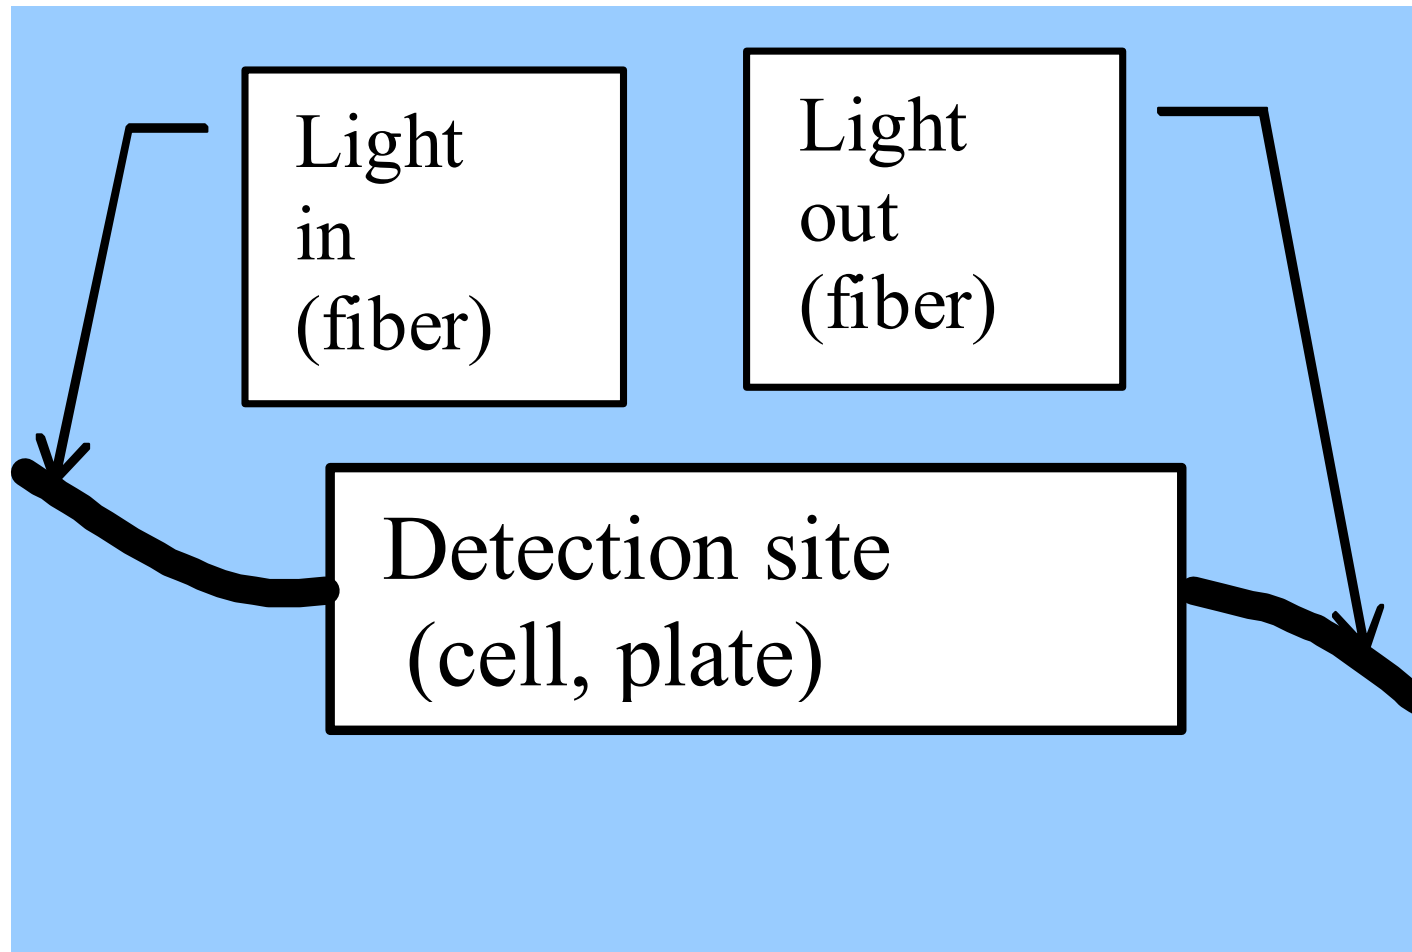 Light
in
(fiber)
Light
out
(fiber)
Detection site
(cell, plate)